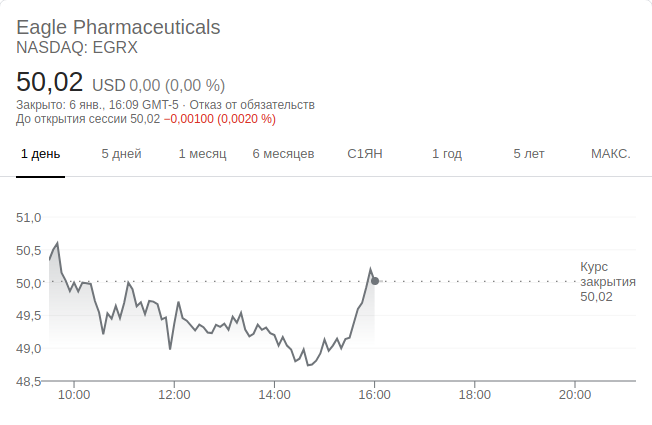 Eagle Pharmaceuticals
NASDAQ: EGRX
50,02 USD 0,00 (0,00 %)
Закрыто: 6 янв., 16:09 GMT-5 · Отказ от обязательств
До открытия сессии 50,02 −0,00100 (0,0020 %)
1 день 5 дней 1 месяц 6 месяцев С1ЯН 1 год 5 лет МАКС.
51,0
50,5
Курс
50,0 закрытия
50,02
49,5
49,0
48,5
10:00 12:00 14:00 16:00 18:00 20:00